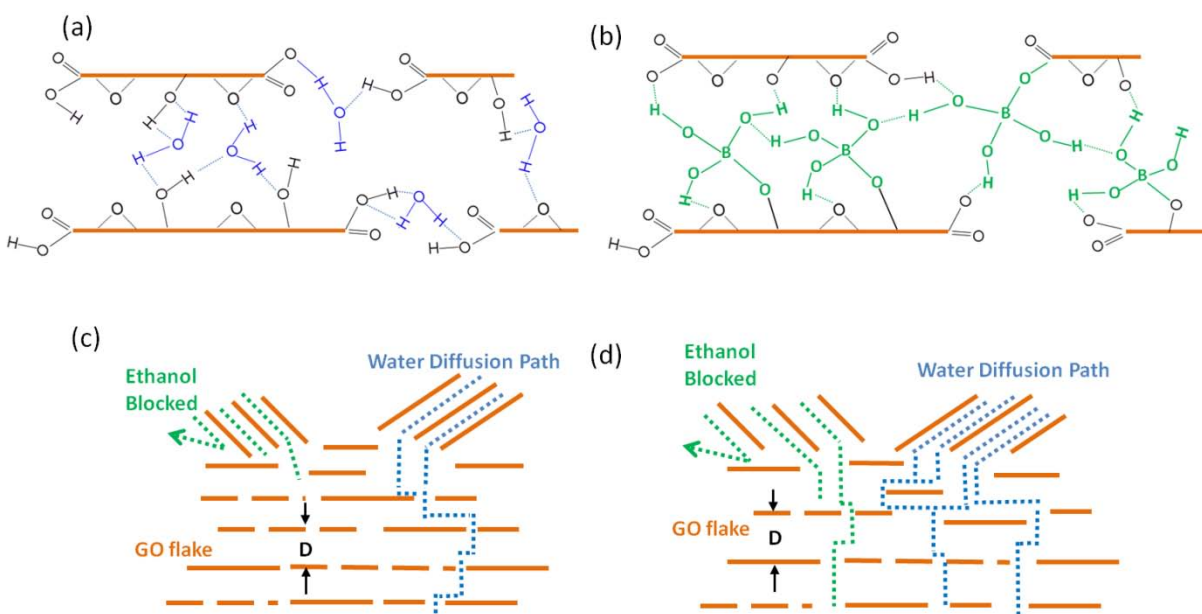 (a)
O O O
H O H H O O
O O O O O O
H H H H H O H
O H H H O H
H O H H O H
H O H O H O H O
O O O O H O
H O O H O H O
H O O O
(b)
O O O O
O O O O H O O O
H H H O B O H
O O H O H O H H
B H O B H O O B
O H O H O H H O
H O H O O H O
O O O O O
H O O O
(c)
Ethanol
Blocked
Water Diffusion Path
GO flake
D
(d)
Ethanol
Blocked
Water Diffusion Path
GO flake
D